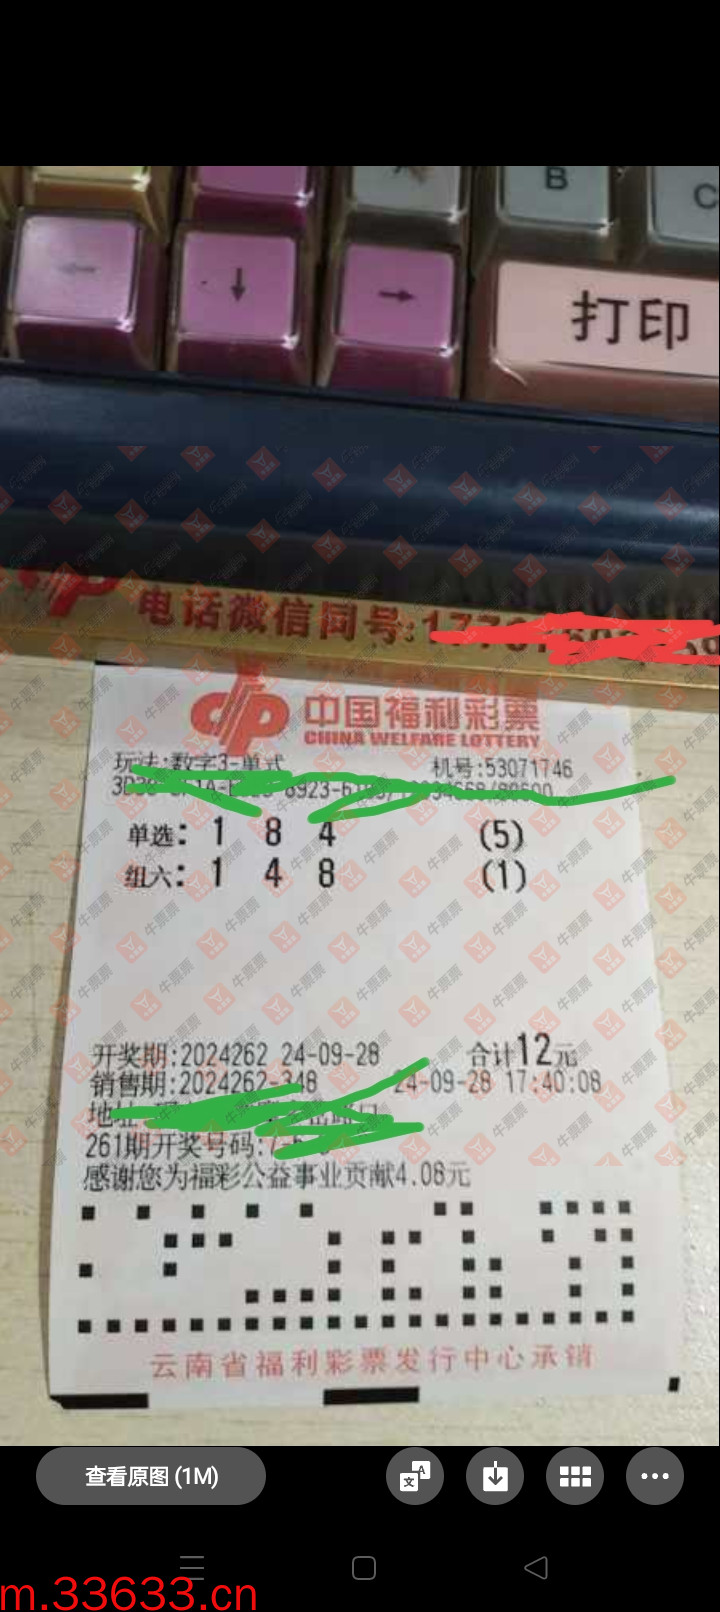 B
C
打印
电话微信同号:
中国福利彩票
CHINA WELFARE LOTTERY
玩法:数字3-单式 机号:53071746
单选: 1 8 4 (5)
组六: 1 4 8 (1)
开奖期:2024262 24-09-28 合计12元
销售期:2024262-348 24-09-28 17:40:08
地址
261期开奖号码:
感谢您为福彩公益事业贡献4.08元
云南省福利彩票发行中心承销
牛票票
查看原图 (1M)
m.33633.cn